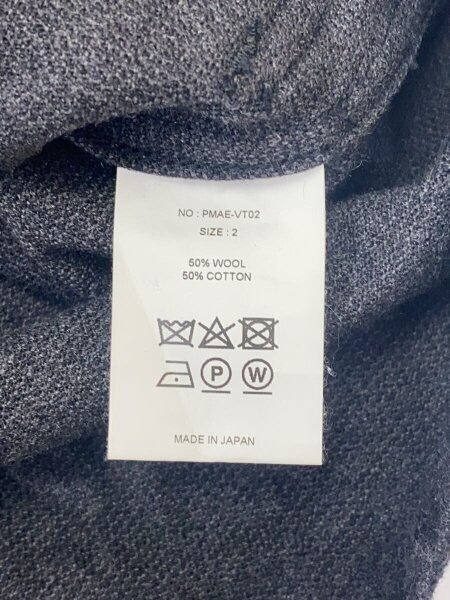 NO : PMAE-VT02
SIZE : 2
50% WOOL
50% COTTON
P W
MADE IN JAPAN